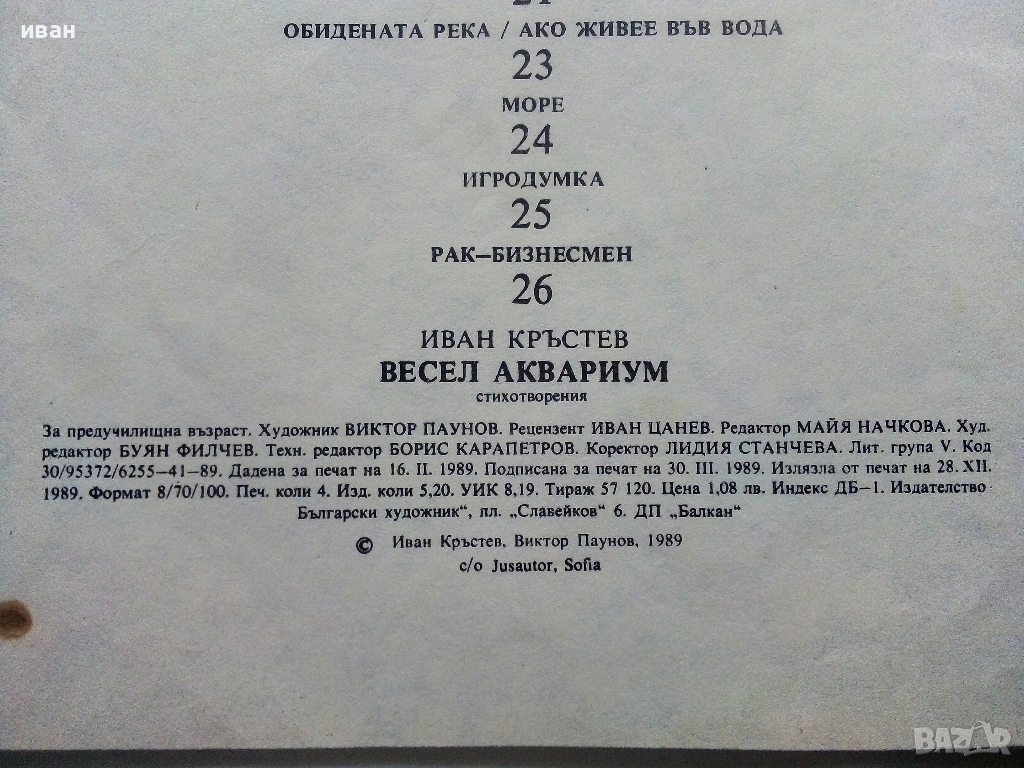 иван
ОБИДЕНАТА РЕКА / АКО ЖИВЕЕ ВЪВ ВОДА
23
МОРЕ
24
ИГРОДУМКА
25
РАК—БИЗНЕСМЕН
26
ИВАН КРЪСТЕВ
ВЕСЕЛ АКВАРИУМ
стихотворения
За предучилищна възраст. Художник ВИКТОР ПАУНОВ. Рецензент ИВАН ЦАНЕВ. Редактор МАЙЯ НАЧКОВА. Худ.
редактор БУЯН ФИЛЧЕВ. Техн. редактор БОРИС КАРАПЕТРОВ. Коректор ЛИДИЯ СТАНЧЕВА. Лит. група V. Код
30/95372/6255—41—89. Дадена за печат на 16. II. 1989. Подписана за печат на 30. III. 1989. Излязла от печат на 28. XII.
1989. Формат 8/70/100. Печ. коли 4. Изд. коли 5,20. УИК 8,19. Тираж 57 120. Цена 1,08 лв. Индекс ДБ—1. Издателство
Български художник“, пл. „Славейков“ 6. ДП „Балкан“
© Иван Кръстев, Виктор Паунов, 1989
c/o Jusautor, Sofia
BAZAR